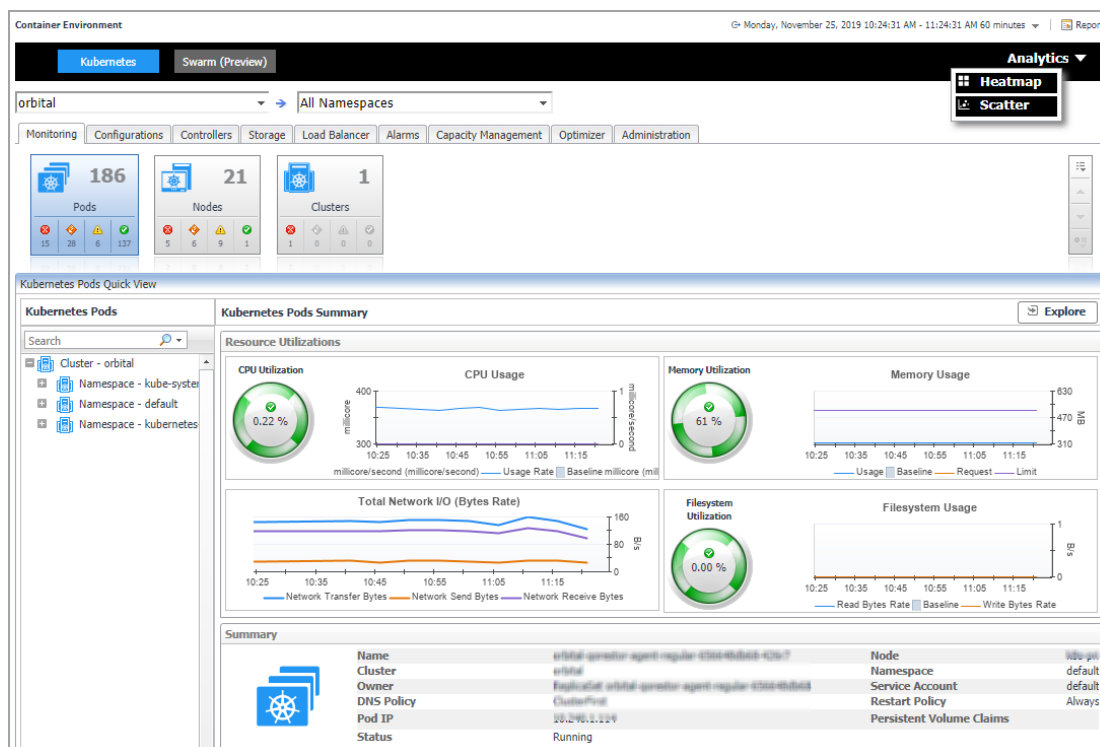 Container Environment
Monday, November 25, 2019 10:24:31 AM - 11:24:31 AM 60 minutes
Repor
Kubernetes
Swarm (Preview)
Analytics
Heatmap
Scatter
orbital
All Namespaces
Monitoring
Configurations
Controllers
Storage
Load Balancer
Alarms
Capacity Management
Optimizer
Administration
186
Pods
15 28 6 137
21
Nodes
5 6 9 1
1
Clusters
1 0 0 0
Kubernetes Pods Quick View
Kubernetes Pods
Search
Cluster - orbital
Namespace - kube-syster
Namespace - default
Namespace - kubernetes-
Kubernetes Pods Summary
Explore
Resource Utilizations
CPU Utilization
0.22 %
CPU Usage
400
300
millicore
1
0
millicore/second
10:25 10:35 10:45 10:55 11:05 11:15
millicore/second (millicore/second) Usage Rate Baseline millicore (mil
Memory Utilization
61 %
Memory Usage
630
470
310
MB
10:25 10:35 10:45 10:55 11:05 11:15
Usage Baseline Request Limit
Total Network I/O (Bytes Rate)
160
80
0
B/s
10:25 10:35 10:45 10:55 11:05 11:15
Network Transfer Bytes Network Send Bytes Network Receive Bytes
Filesystem
Utilization
0.00 %
Filesystem Usage
1
0
B/s
10:25 10:35 10:45 10:55 11:05 11:15
Read Bytes Rate Baseline Write Bytes Rate
Summary
Name
Node
Cluster orbital
Namespace default
Owner
Service Account default
DNS Policy ClusterFirst
Restart Policy Always
Pod IP
Persistent Volume Claims
Status Running